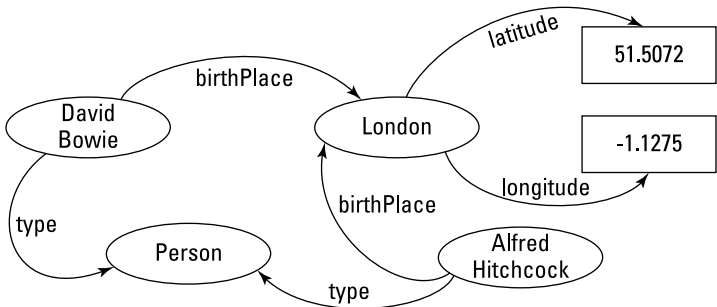 latitude
51.5072
birthPlace
David
Bowie
London
-1.1275
longitude
birthPlace
type
Person
Alfred
Hitchcock
type